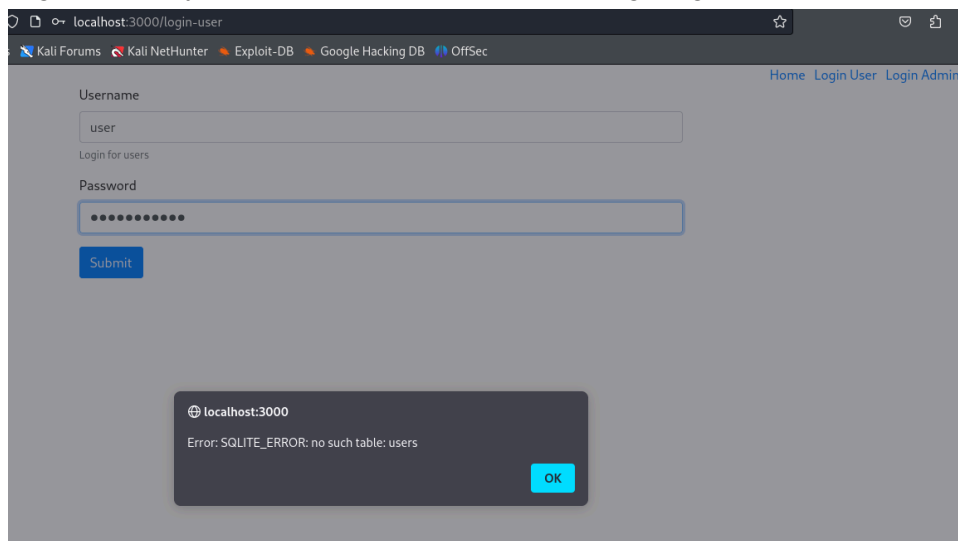 localhost:3000/login-user
Kali Forums Kali NetHunter Exploit-DB Google Hacking DB OffSec
Home Login User Login Admin
Username
user
Login for users
Password
Submit
localhost:3000
Error: SQLITE_ERROR: no such table: users
OK